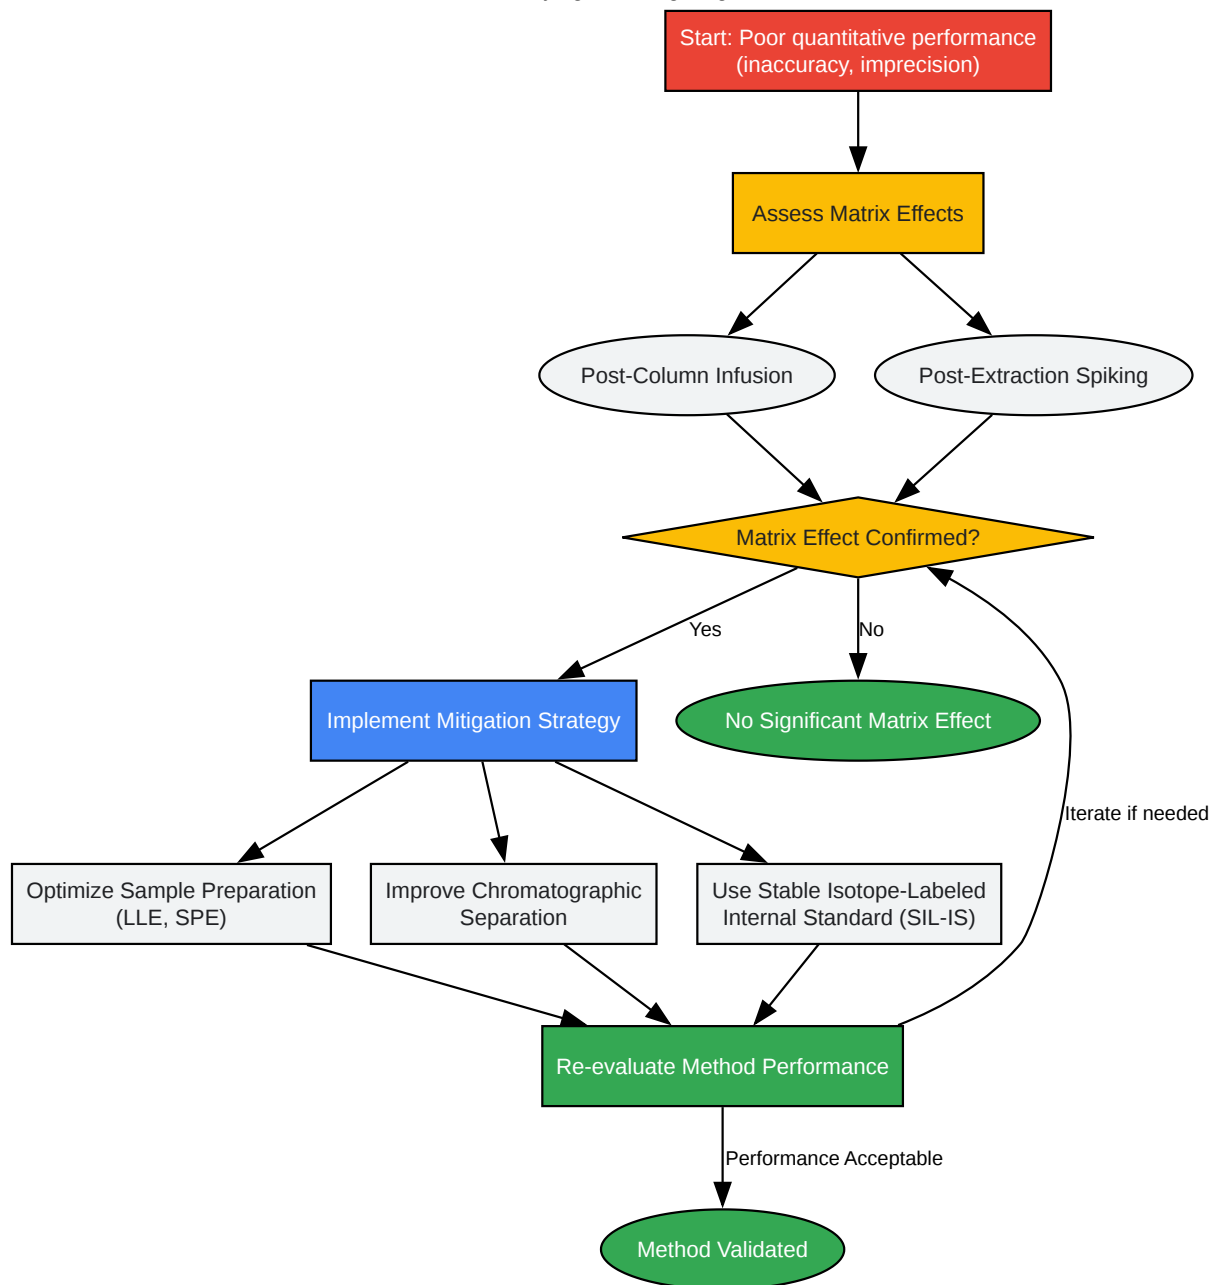 Start: Poor quantitative performance
(inaccuracy, imprecision)
Assess Matrix Effects
Post-Column Infusion
Post-Extraction Spiking
Matrix Effect Confirmed?
Yes
No
Implement Mitigation Strategy
No Significant Matrix Effect
Iterate if needed
Optimize Sample Preparation
(LLE, SPE)
Improve Chromatographic
Separation
Use Stable Isotope-Labeled
Internal Standard (SIL-IS)
Re-evaluate Method Performance
Performance Acceptable
Method Validated